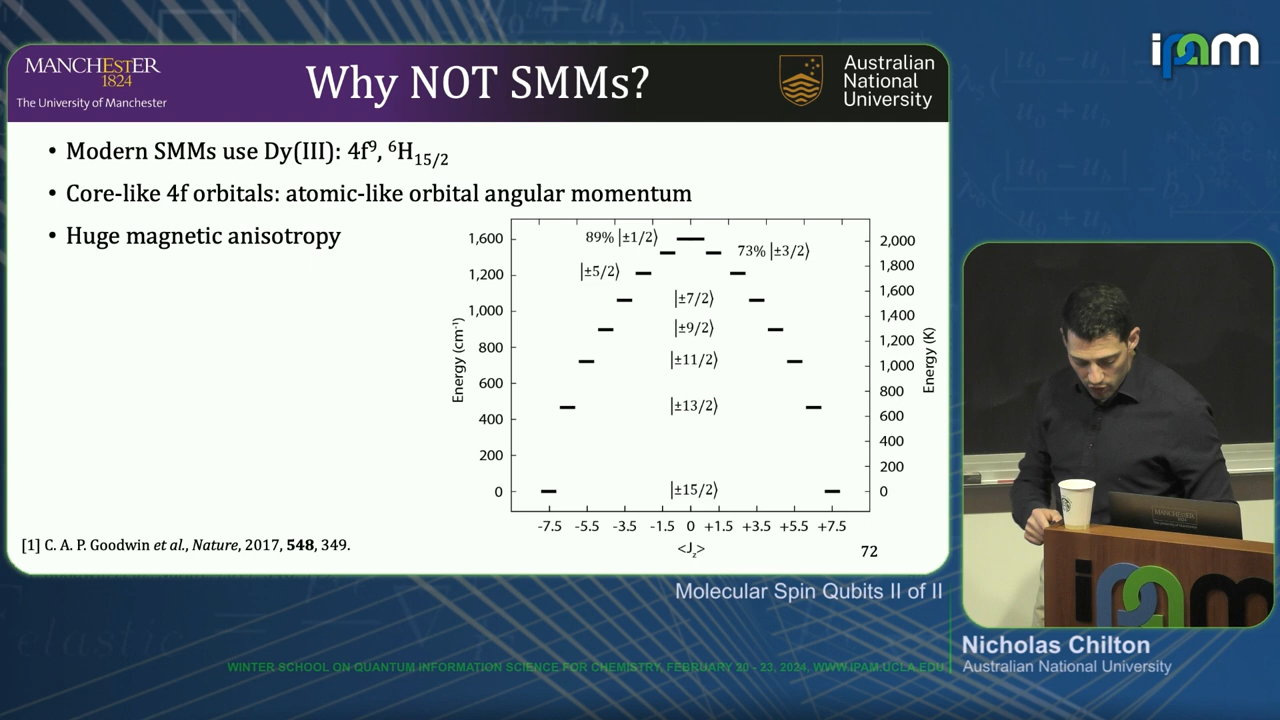 MANCHESTER
1824
The University of Manchester
Why NOT SMMs?
Australian
National
University
ipam
• Modern SMMs use Dy(III): 4f⁹, ⁶H₁₅/₂
• Core-like 4f orbitals: atomic-like orbital angular momentum
• Huge magnetic anisotropy
Energy (cm⁻¹)
1,600
1,200
1,000
800
600
400
200
0
89% |±1/2⟩
73% |±3/2⟩
|±5/2⟩
|±7/2⟩
|±9/2⟩
|±11/2⟩
|±13/2⟩
|±15/2⟩
2,000
1,800
1,600
1,400
1,200
1,000
800
600
400
200
0
Energy (K)
-7.5 -5.5 -3.5 -1.5 0 +1.5 +3.5 +5.5 +7.5
<J_z>
[1] C. A. P. Goodwin et al., Nature, 2017, 548, 349.
72
MANCHESTER
1824
ipam
Molecular Spin Qubits II of II
Nicholas Chilton
Australian National University
WINTER SCHOOL ON QUANTUM INFORMATION SCIENCE FOR CHEMISTRY, FEBRUARY 20 - 23, 2024, WWW.IPAM.UCLA.EDU
elastic